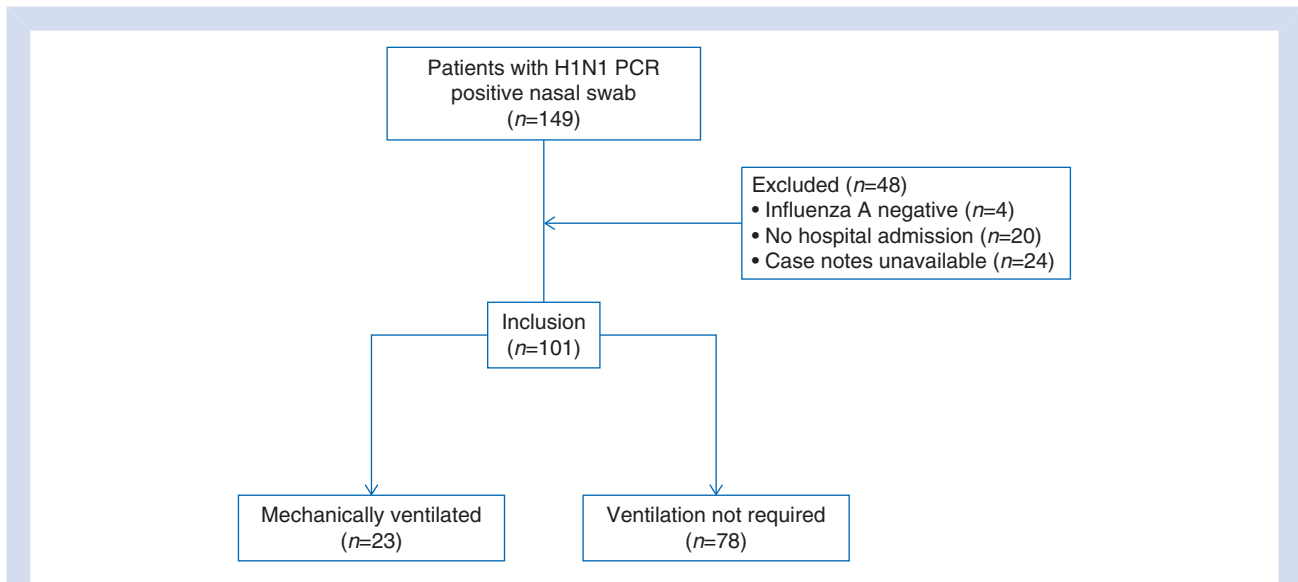 Patients with H1N1 PCR
positive nasal swab
(n=149)
Excluded (n=48)
• Influenza A negative (n=4)
• No hospital admission (n=20)
• Case notes unavailable (n=24)
Inclusion
(n=101)
Mechanically ventilated
(n=23)
Ventilation not required
(n=78)